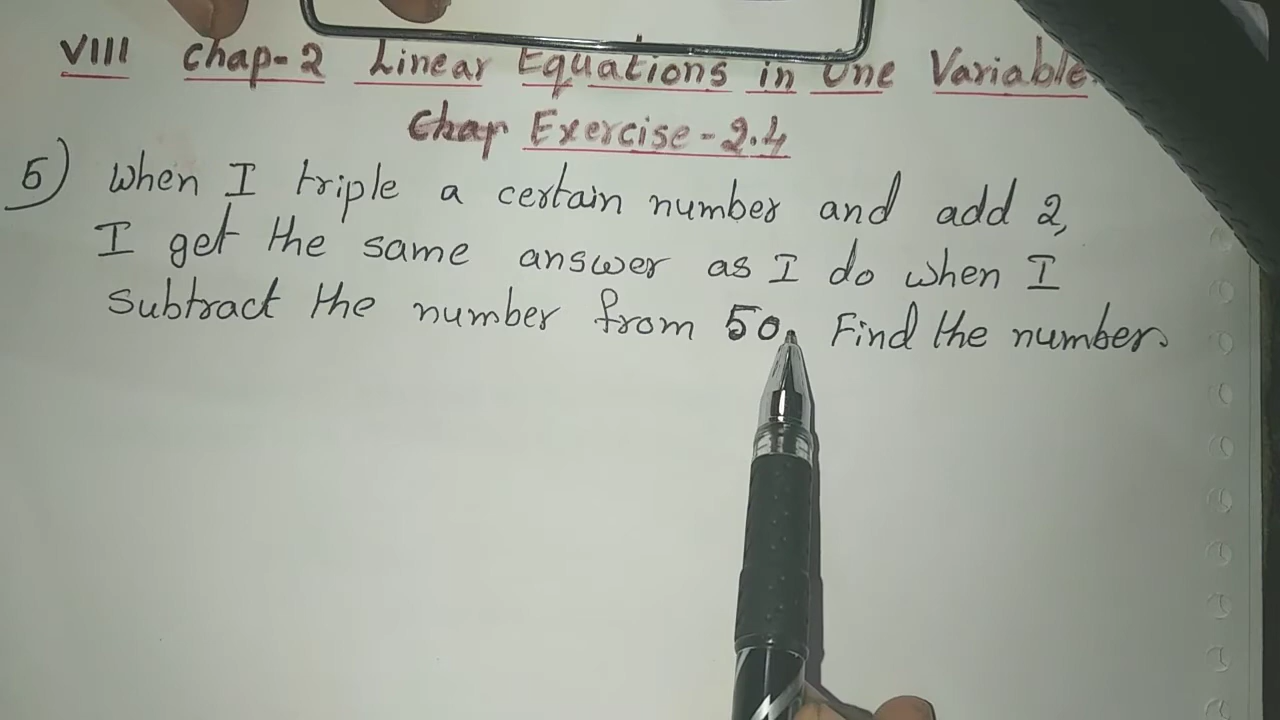 VIII Chap-2 Linear Equations in One Variable
Chap Exercise-2.4
5) When I triple a certain number and add 2,
I get the same answer as I do when I
subtract the number from 50. Find the number.